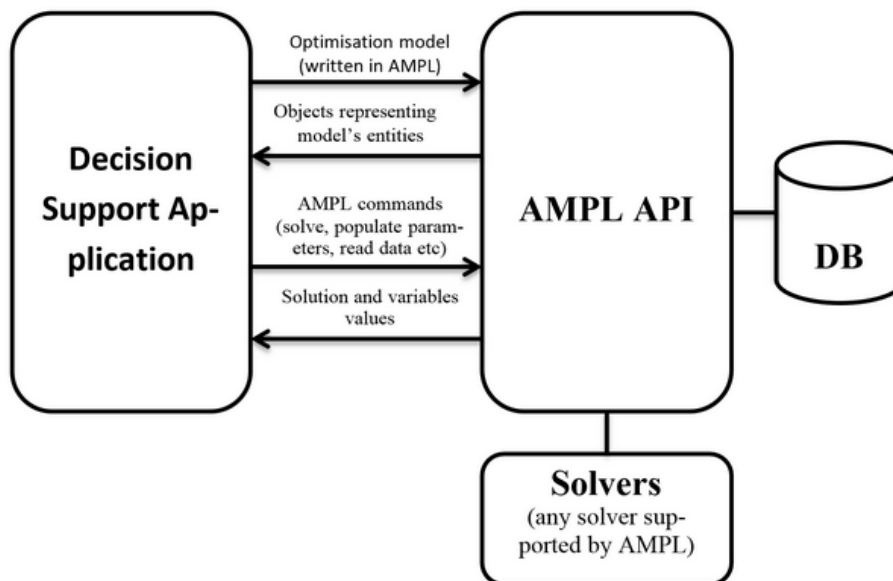 Optimisation model
(written in AMPL)
Objects representing
model's entities
Decision
Support Ap-
plication
AMPL commands
(solve, populate param-
eters, read data etc)
Solution and variables
values
AMPL API
DB
Solvers
(any solver sup-
ported by AMPL)